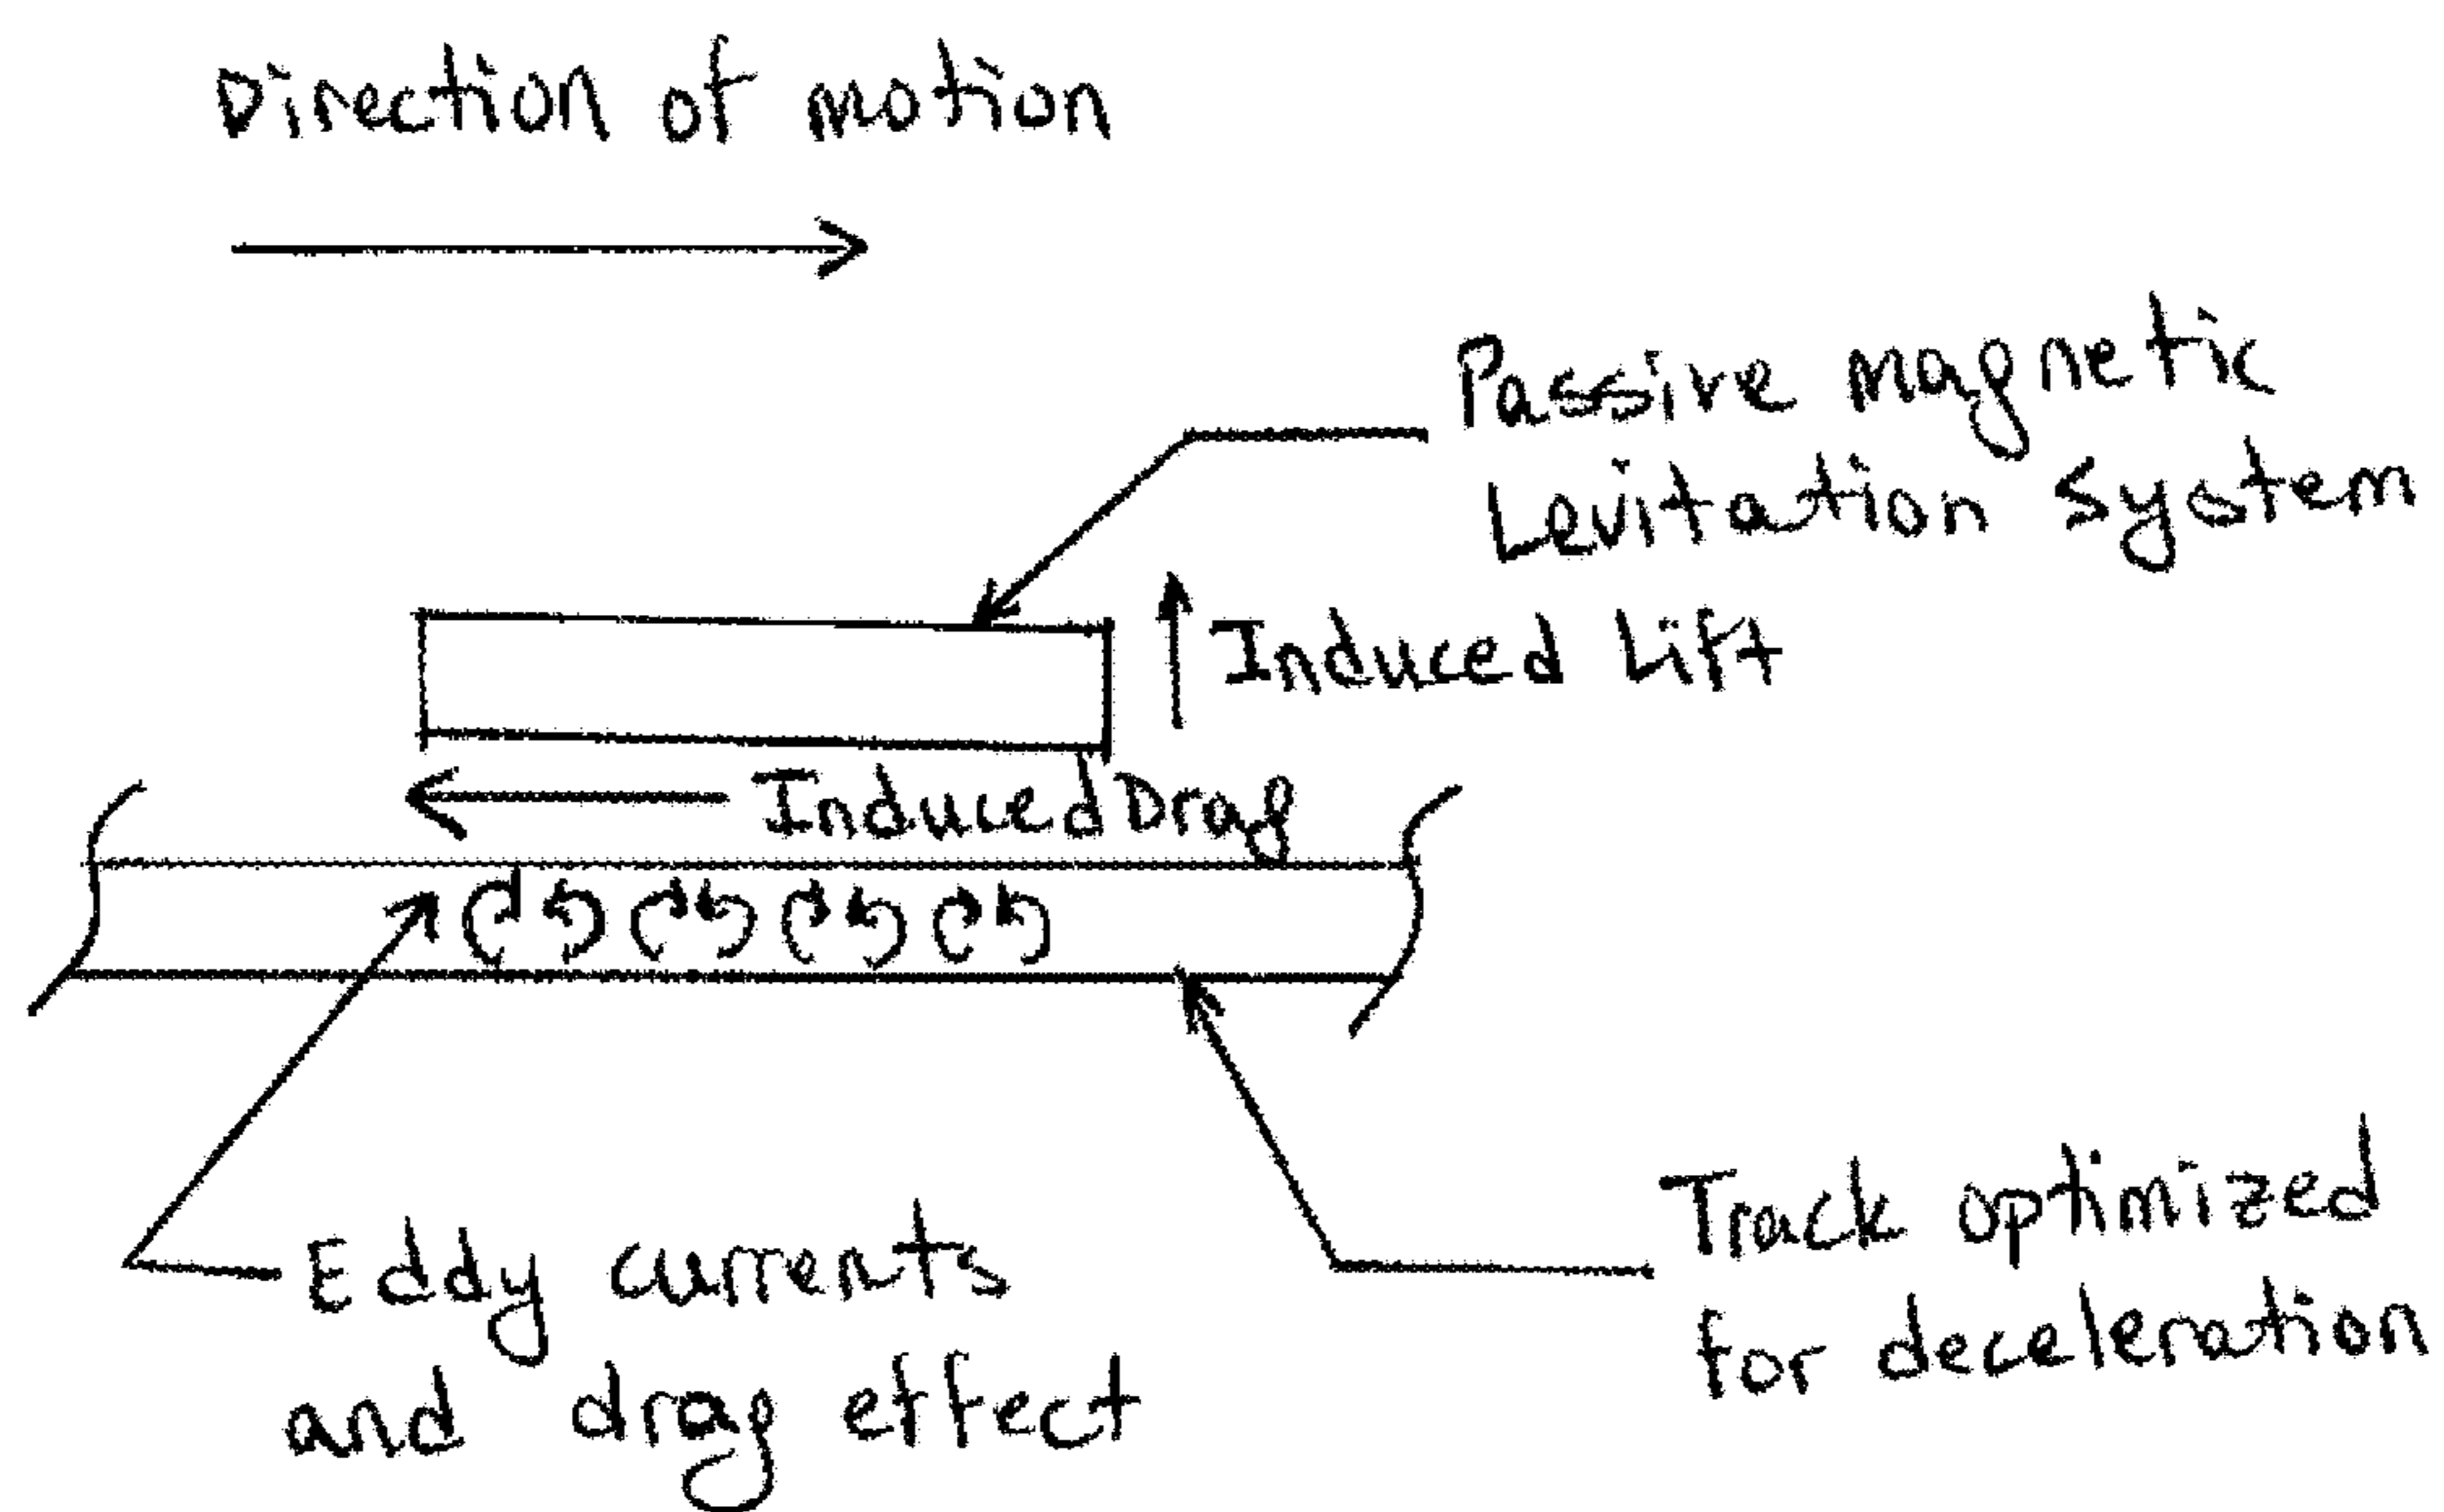 Direction of motion
Passive magnetic
Levitation system
Induced Lift
Induced Drag
Eddy currents
and drag effect
Track optimized
for deceleration